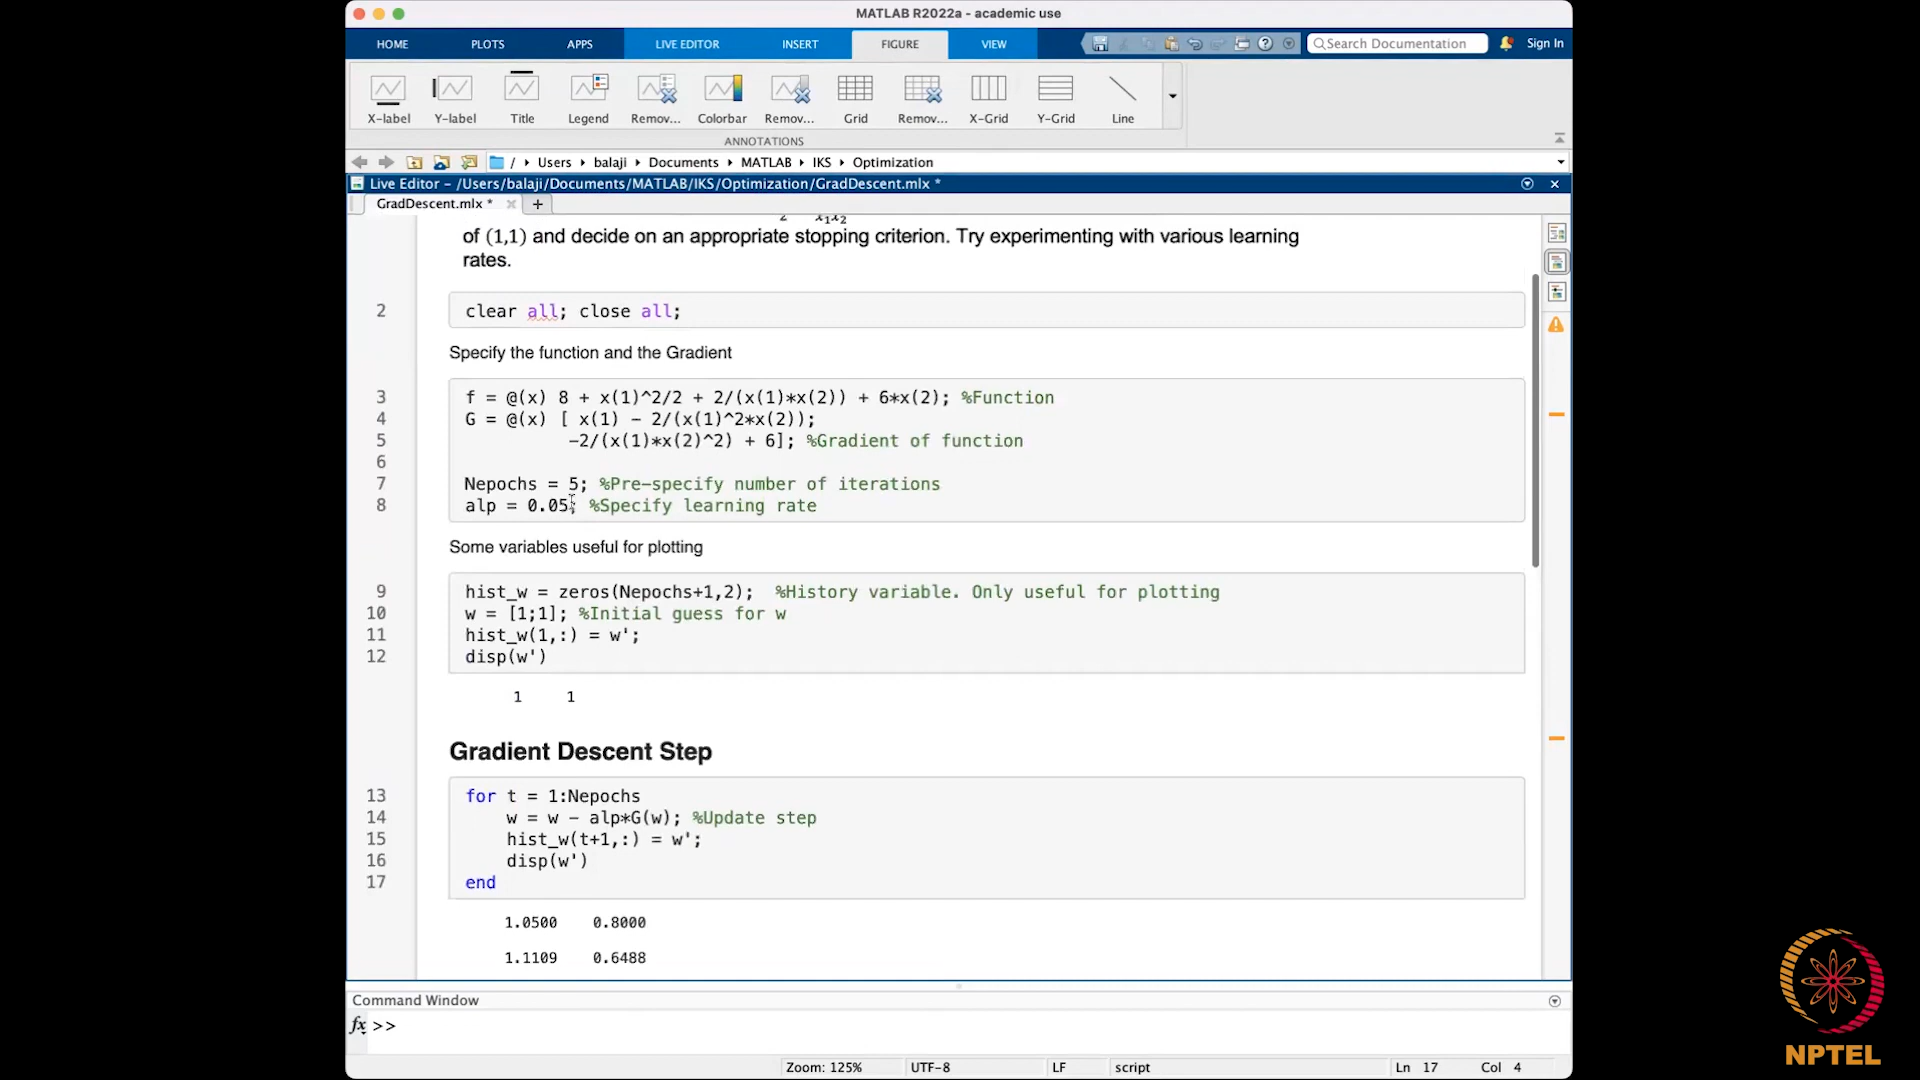 MATLAB R2022a - academic use
HOME PLOTS APPS LIVE EDITOR INSERT FIGURE VIEW Search Documentation Sign In
X-label Y-label Title Legend Remov... Colorbar Remov... Grid Remov... X-Grid Y-Grid Line
ANNOTATIONS
/ Users balaji Documents MATLAB IKS Optimization
Live Editor - /Users/balaji/Documents/MATLAB/IKS/Optimization/GradDescent.mlx *
GradDescent.mlx * × +
2 x₁x₂
of (1,1) and decide on an appropriate stopping criterion. Try experimenting with various learning
rates.
2 clear all; close all;
Specify the function and the Gradient
3 f = @(x) 8 + x(1)^2/2 + 2/(x(1)*x(2)) + 6*x(2); %Function
4 G = @(x) [ x(1) - 2/(x(1)^2*x(2));
5 -2/(x(1)*x(2)^2) + 6]; %Gradient of function
6
7 Nepochs = 5; %Pre-specify number of iterations
8 alp = 0.05; %Specify learning rate
Some variables useful for plotting
9 hist_w = zeros(Nepochs+1,2); %History variable. Only useful for plotting
10 w = [1;1]; %Initial guess for w
11 hist_w(1,:) = w';
12 disp(w')
1 1
Gradient Descent Step
13 for t = 1:Nepochs
14 w = w - alp*G(w); %Update step
15 hist_w(t+1,:) = w';
16 disp(w')
17 end
1.0500 0.8000
1.1109 0.6488
Command Window
fx >>
Zoom: 125% UTF-8 LF script Ln 17 Col 4
NPTEL